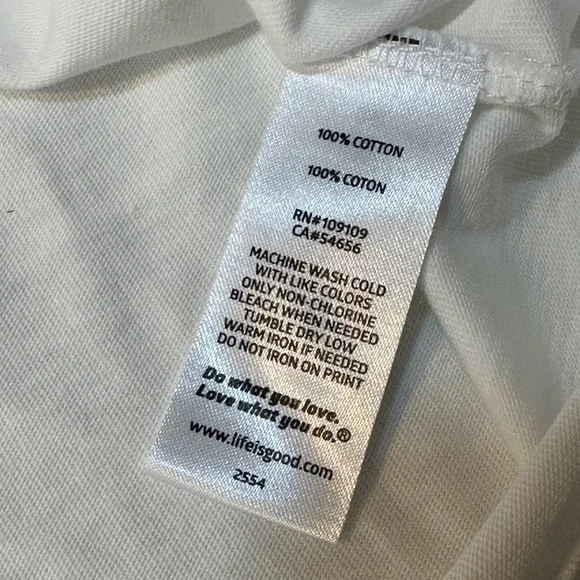 100% COTTON
100% COTON
RN#109109
CA#54656
MACHINE WASH COLD
WITH LIKE COLORS
ONLY NON-CHLORINE
BLEACH WHEN NEEDED
TUMBLE DRY LOW
WARM IRON IF NEEDED
DO NOT IRON ON PRINT
Do what you love.
Love what you do.®
www.lifeisgood.com
2554